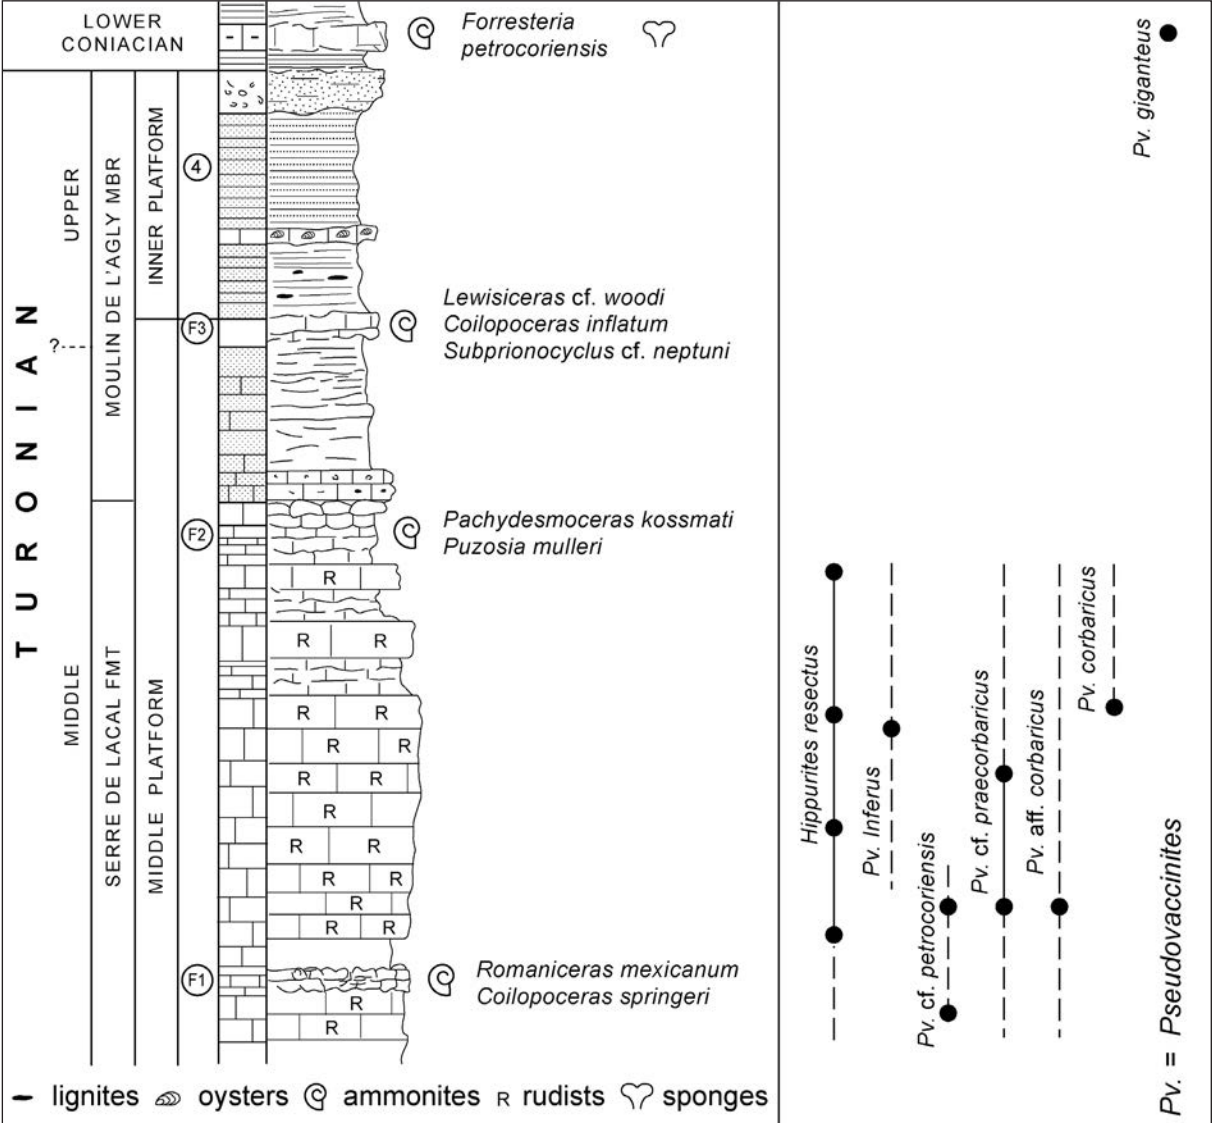 LOWER
CONIACIAN
Forresteria
petrocoriensis
TURONIAN
UPPER
MIDDLE
?
MOULIN DE L'AGLY MBR
SERRE DE LACAL FMT
INNER PLATFORM
MIDDLE PLATFORM
4
F3
F2
F1
Lewisiceras cf. woodi
Coilopoceras inflatum
Subprionocyclus cf. neptuni
Pachydesmoceras kossmati
Puzosia mulleri
R
R R
R R
R R
R R
R
R R
R R
R
R R
Romaniceras mexicanum
Coilopoceras springeri
R
R
lignites oysters ammonites R rudists sponges
Hippurites resectus
Pv. Inferus
Pv. cf. petrocoriensis
Pv. cf. praecorbaricus
Pv. aff. corbaricus
Pv. corbaricus
Pv. giganteus
Pv. = Pseudovaccinites